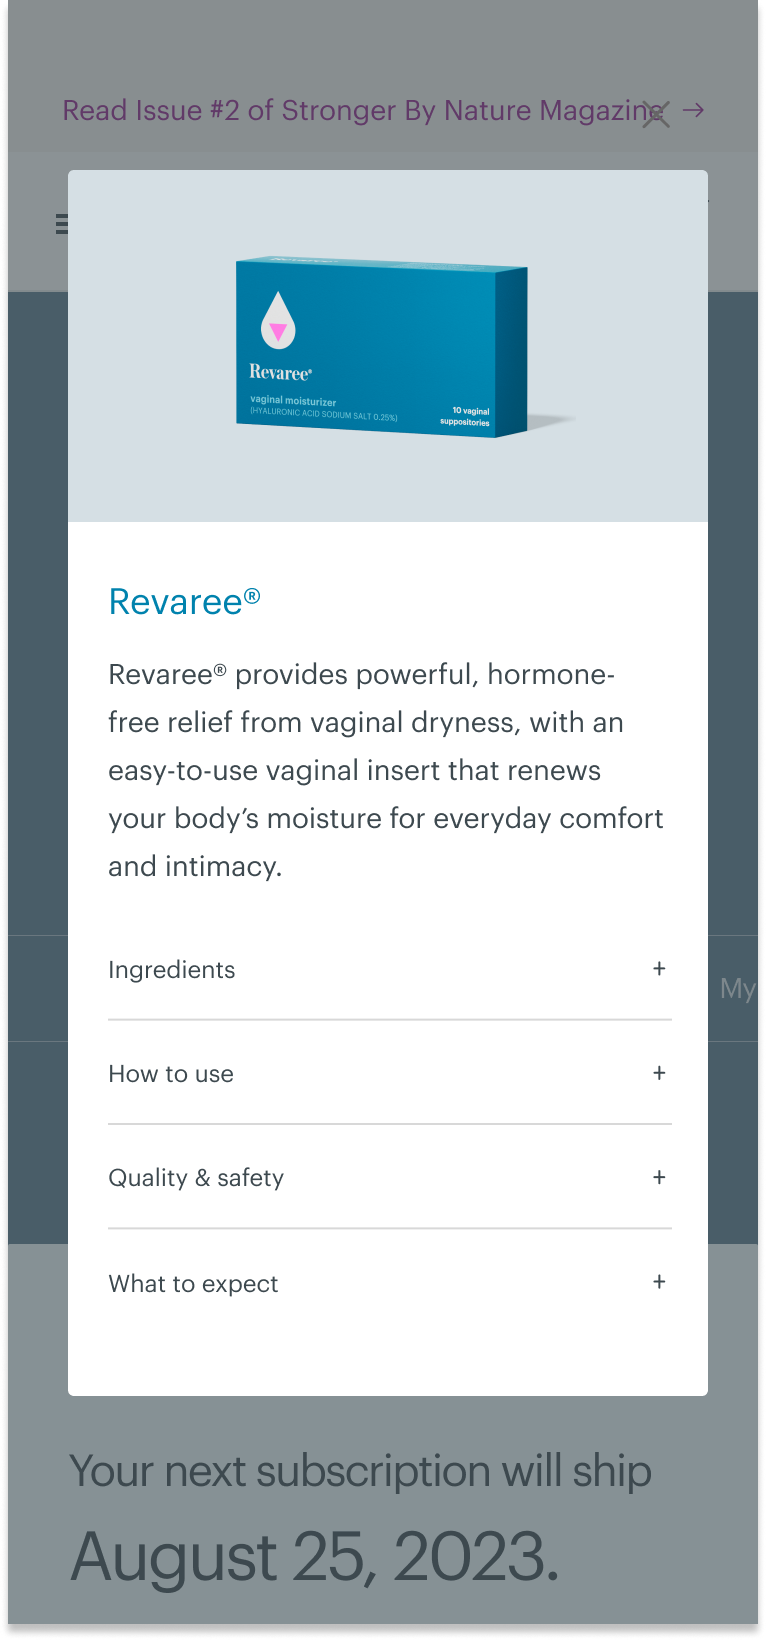 Read Issue #2 of Stronger By Nature Magazine →
Revaree®
vaginal moisturizer
(HYALURONIC ACID SODIUM SALT 0.25%)
10 vaginal
suppositories
Revaree®
Revaree® provides powerful, hormone-
free relief from vaginal dryness, with an
easy-to-use vaginal insert that renews
your body’s moisture for everyday comfort
and intimacy.
Ingredients +
My
How to use +
Quality & safety +
What to expect +
Your next subscription will ship
August 25, 2023.